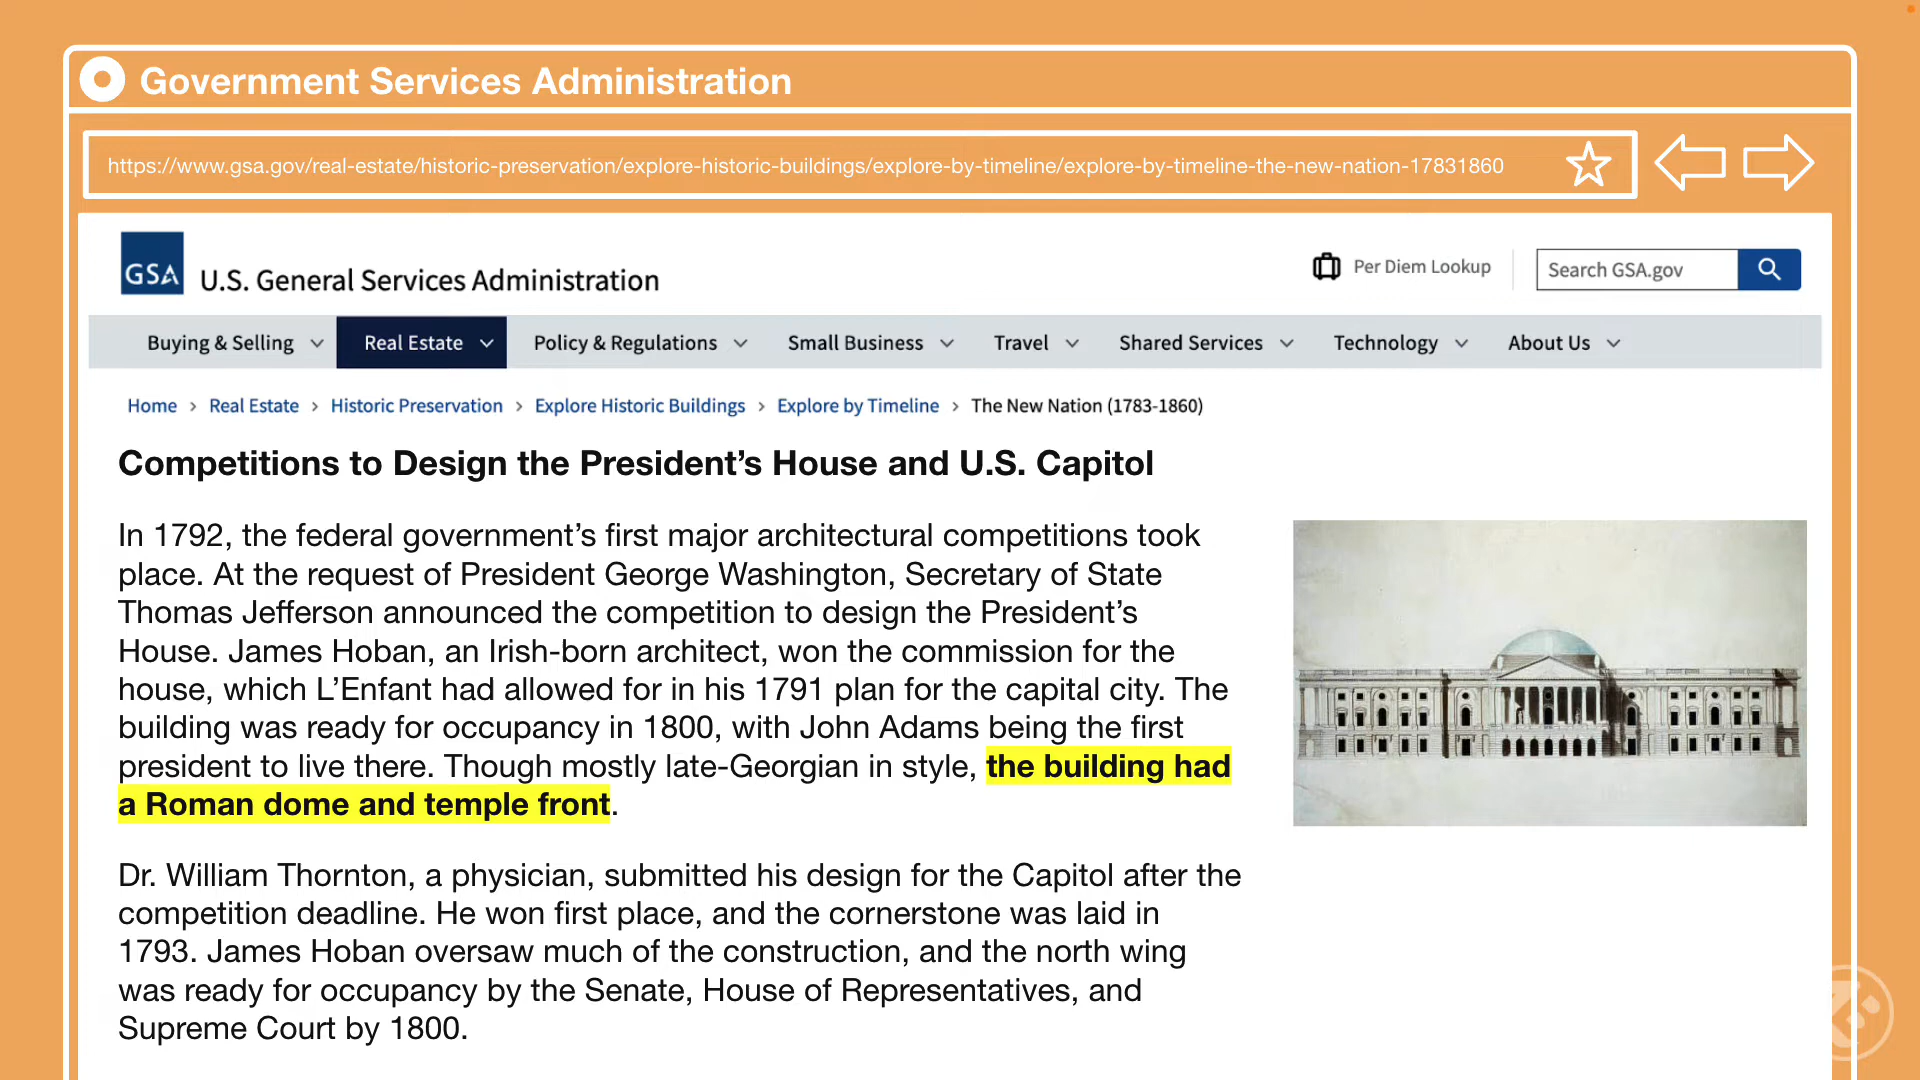 Government Services Administration
https://www.gsa.gov/real-estate/historic-preservation/explore-historic-buildings/explore-by-timeline/explore-by-timeline-the-new-nation-17831860
GSA
U.S. General Services Administration
Per Diem Lookup
Search GSA.gov
Buying & Selling Real Estate Policy & Regulations Small Business Travel Shared Services Technology About Us
Home › Real Estate › Historic Preservation › Explore Historic Buildings › Explore by Timeline › The New Nation (1783-1860)
Competitions to Design the President’s House and U.S. Capitol
In 1792, the federal government’s first major architectural competitions took
place. At the request of President George Washington, Secretary of State
Thomas Jefferson announced the competition to design the President’s
House. James Hoban, an Irish-born architect, won the commission for the
house, which L’Enfant had allowed for in his 1791 plan for the capital city. The
building was ready for occupancy in 1800, with John Adams being the first
president to live there. Though mostly late-Georgian in style, the building had
a Roman dome and temple front.
Dr. William Thornton, a physician, submitted his design for the Capitol after the
competition deadline. He won first place, and the cornerstone was laid in
1793. James Hoban oversaw much of the construction, and the north wing
was ready for occupancy by the Senate, House of Representatives, and
Supreme Court by 1800.